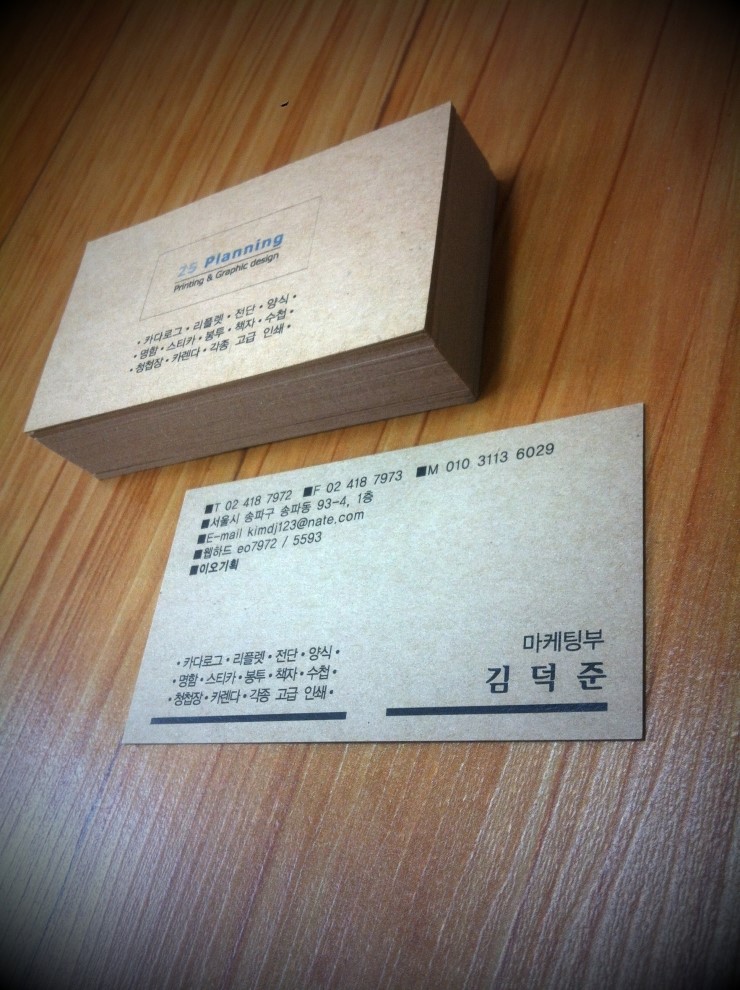 25 Planning
Printing & Graphic design
• 카다로그 • 리플렛 • 전단 • 양식 •
• 명함 • 스티카 • 봉투 • 책자 • 수첩 •
• 청첩장 • 카렌다 • 각종 고급 인쇄 •
■T 02 418 7972 ■F 02 418 7973 ■M 010 3113 6029
■서울시 송파구 송파동 93-4, 1층
■E-mail kimdj123@nate.com
■웹하드 eo7972 / 5593
■이오기획
• 카다로그 • 리플렛 • 전단 • 양식 •
• 명함 • 스티카 • 봉투 • 책자 • 수첩 •
• 청첩장 • 카렌다 • 각종 고급 인쇄 •
마케팅부
김 덕 준